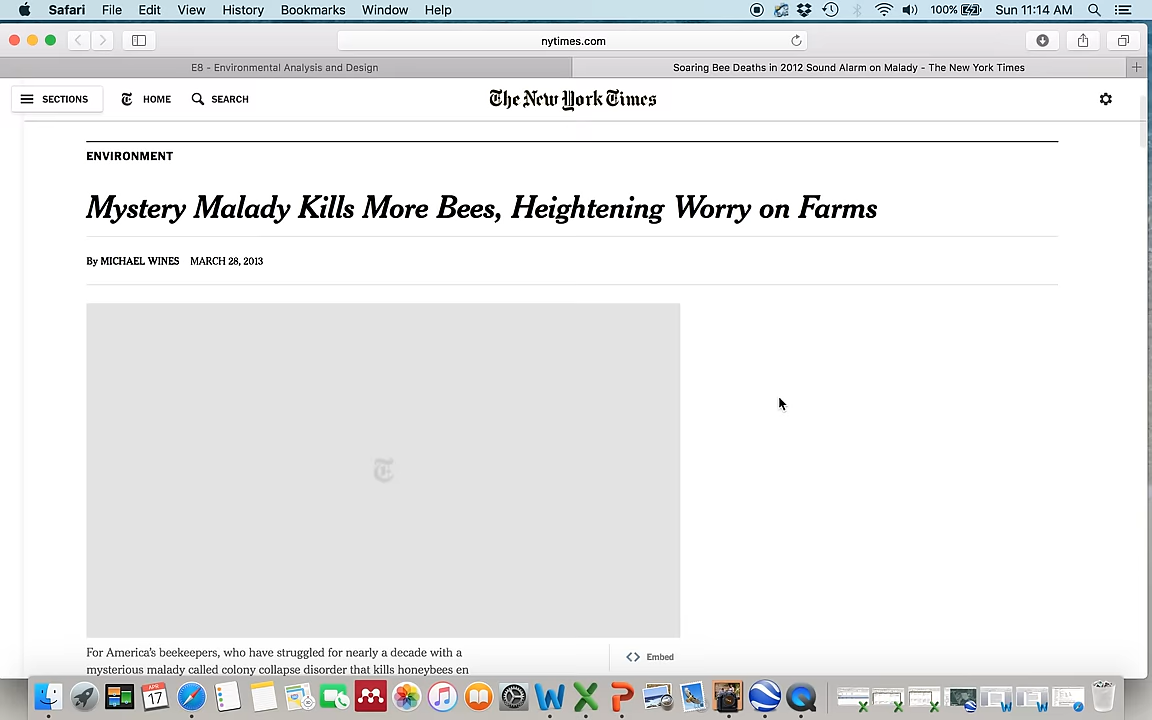 Safari File Edit View History Bookmarks Window Help 100% Sun 11:14 AM
nytimes.com
E8 - Environmental Analysis and Design Soaring Bee Deaths in 2012 Sound Alarm on Malady - The New York Times
SECTIONS HOME SEARCH The New York Times
ENVIRONMENT
Mystery Malady Kills More Bees, Heightening Worry on Farms
By MICHAEL WINES MARCH 28, 2013
For America's beekeepers, who have struggled for nearly a decade with a
mysterious malady called colony collapse disorder that kills honeybees en
Embed
APR
17